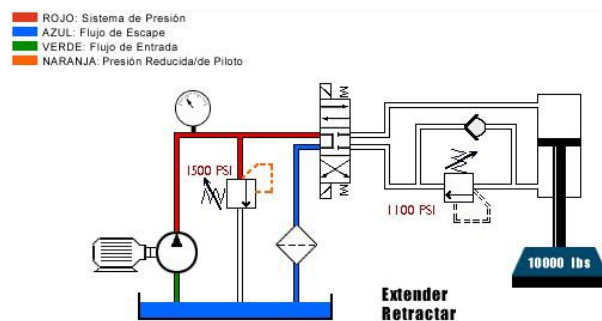 ROJO: Sistema de Presión
AZUL: Flujo de Escape
VERDE: Flujo de Entrada
NARANJA: Presión Reducida/de Piloto
1500 PSI
1100 PSI
10000 lbs
Extender
Retractar